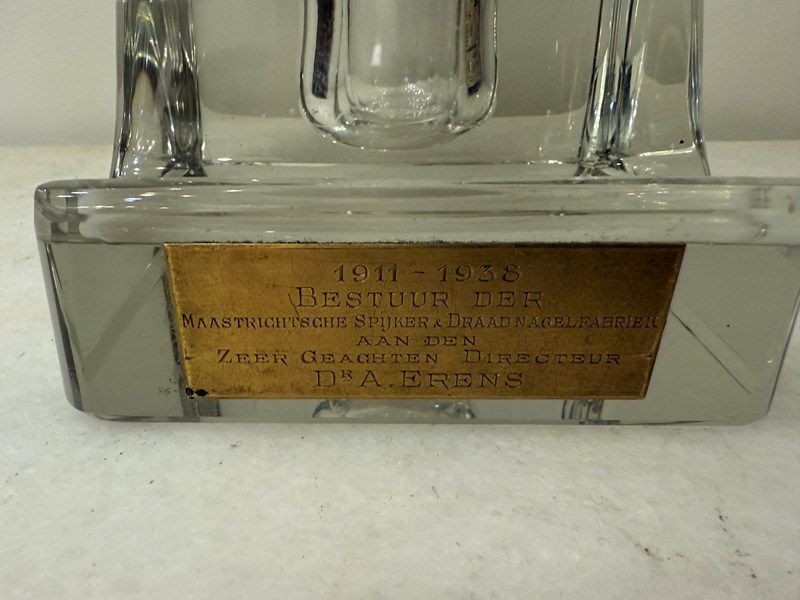 1911 - 1938
BESTUUR DER
MAASTRICHTSCHE SPIJKER & DRAADNAGELFABRIEK
AAN DEN
ZEER GEACHTEN DIRECTEUR
DR A. ERENS